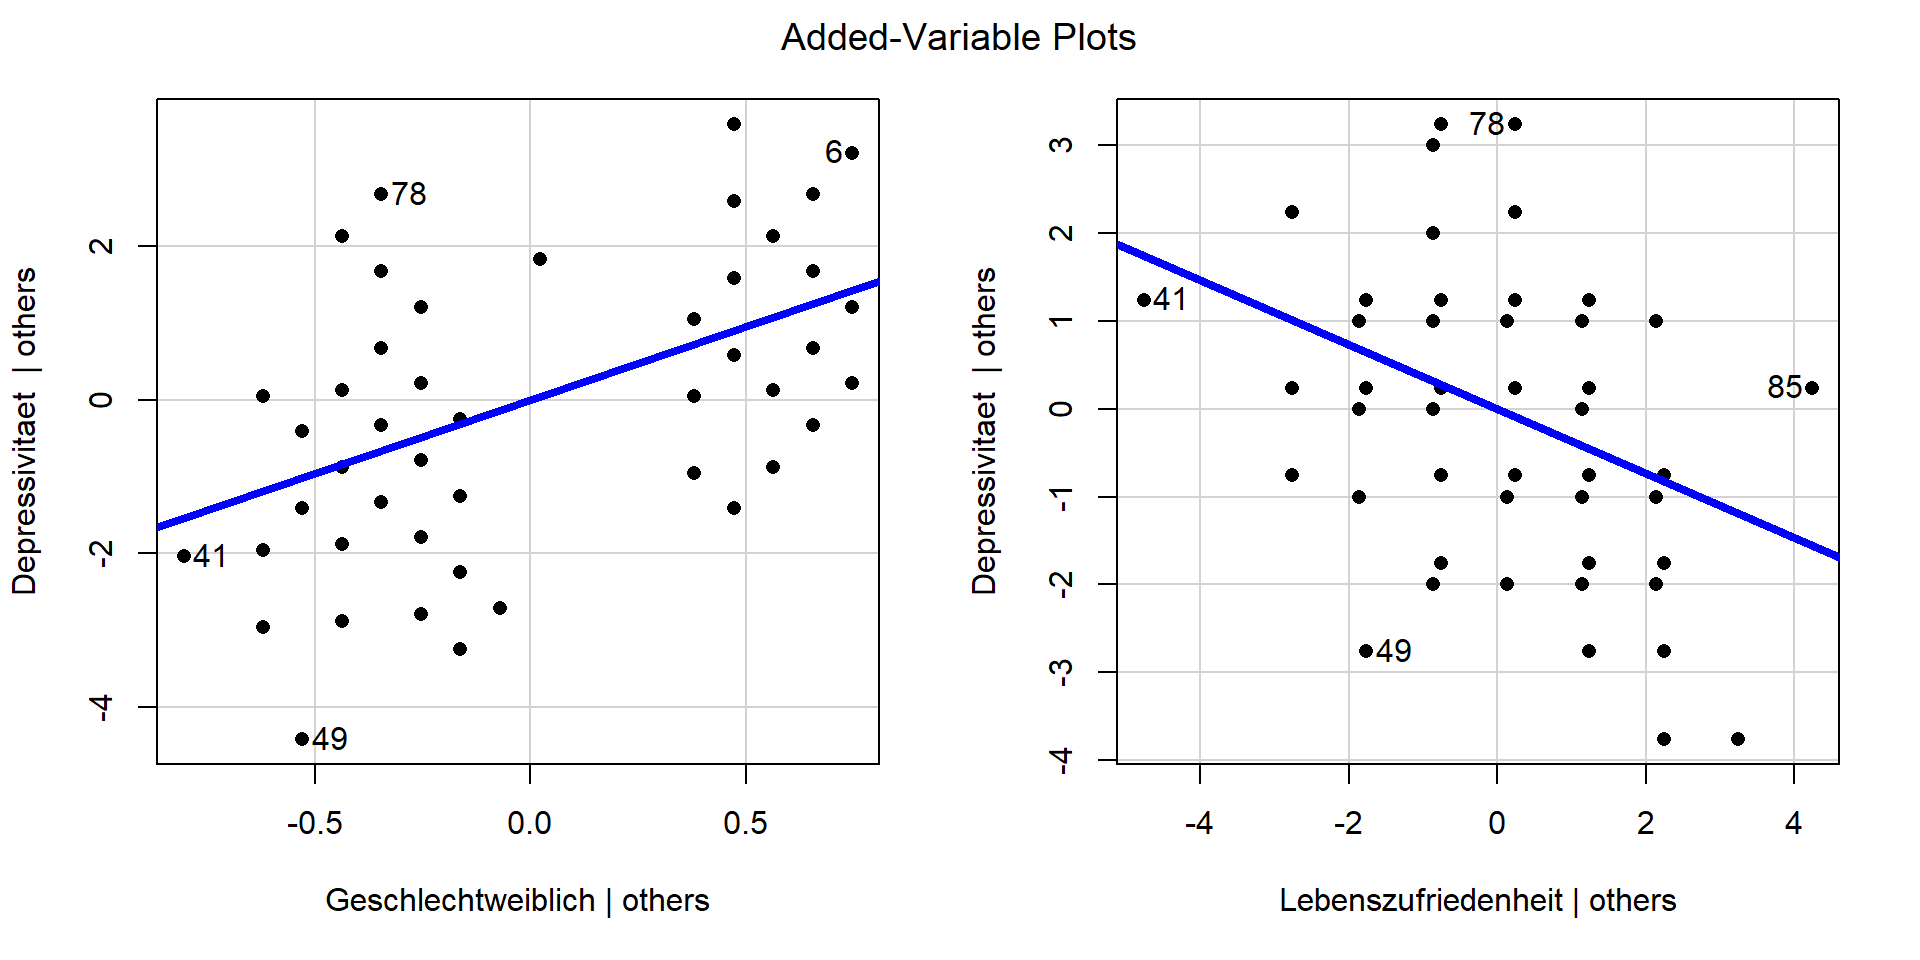 Added-Variable Plots
Depressivitaet | others
2
0
-2
-4
78
6
41
49
-0.5 0.0 0.5
Geschlechtweiblich | others
Depressivitaet | others
3
2
1
0
-1
-2
-3
-4
78
41
85
49
-4 -2 0 2 4
Lebenszufriedenheit | others